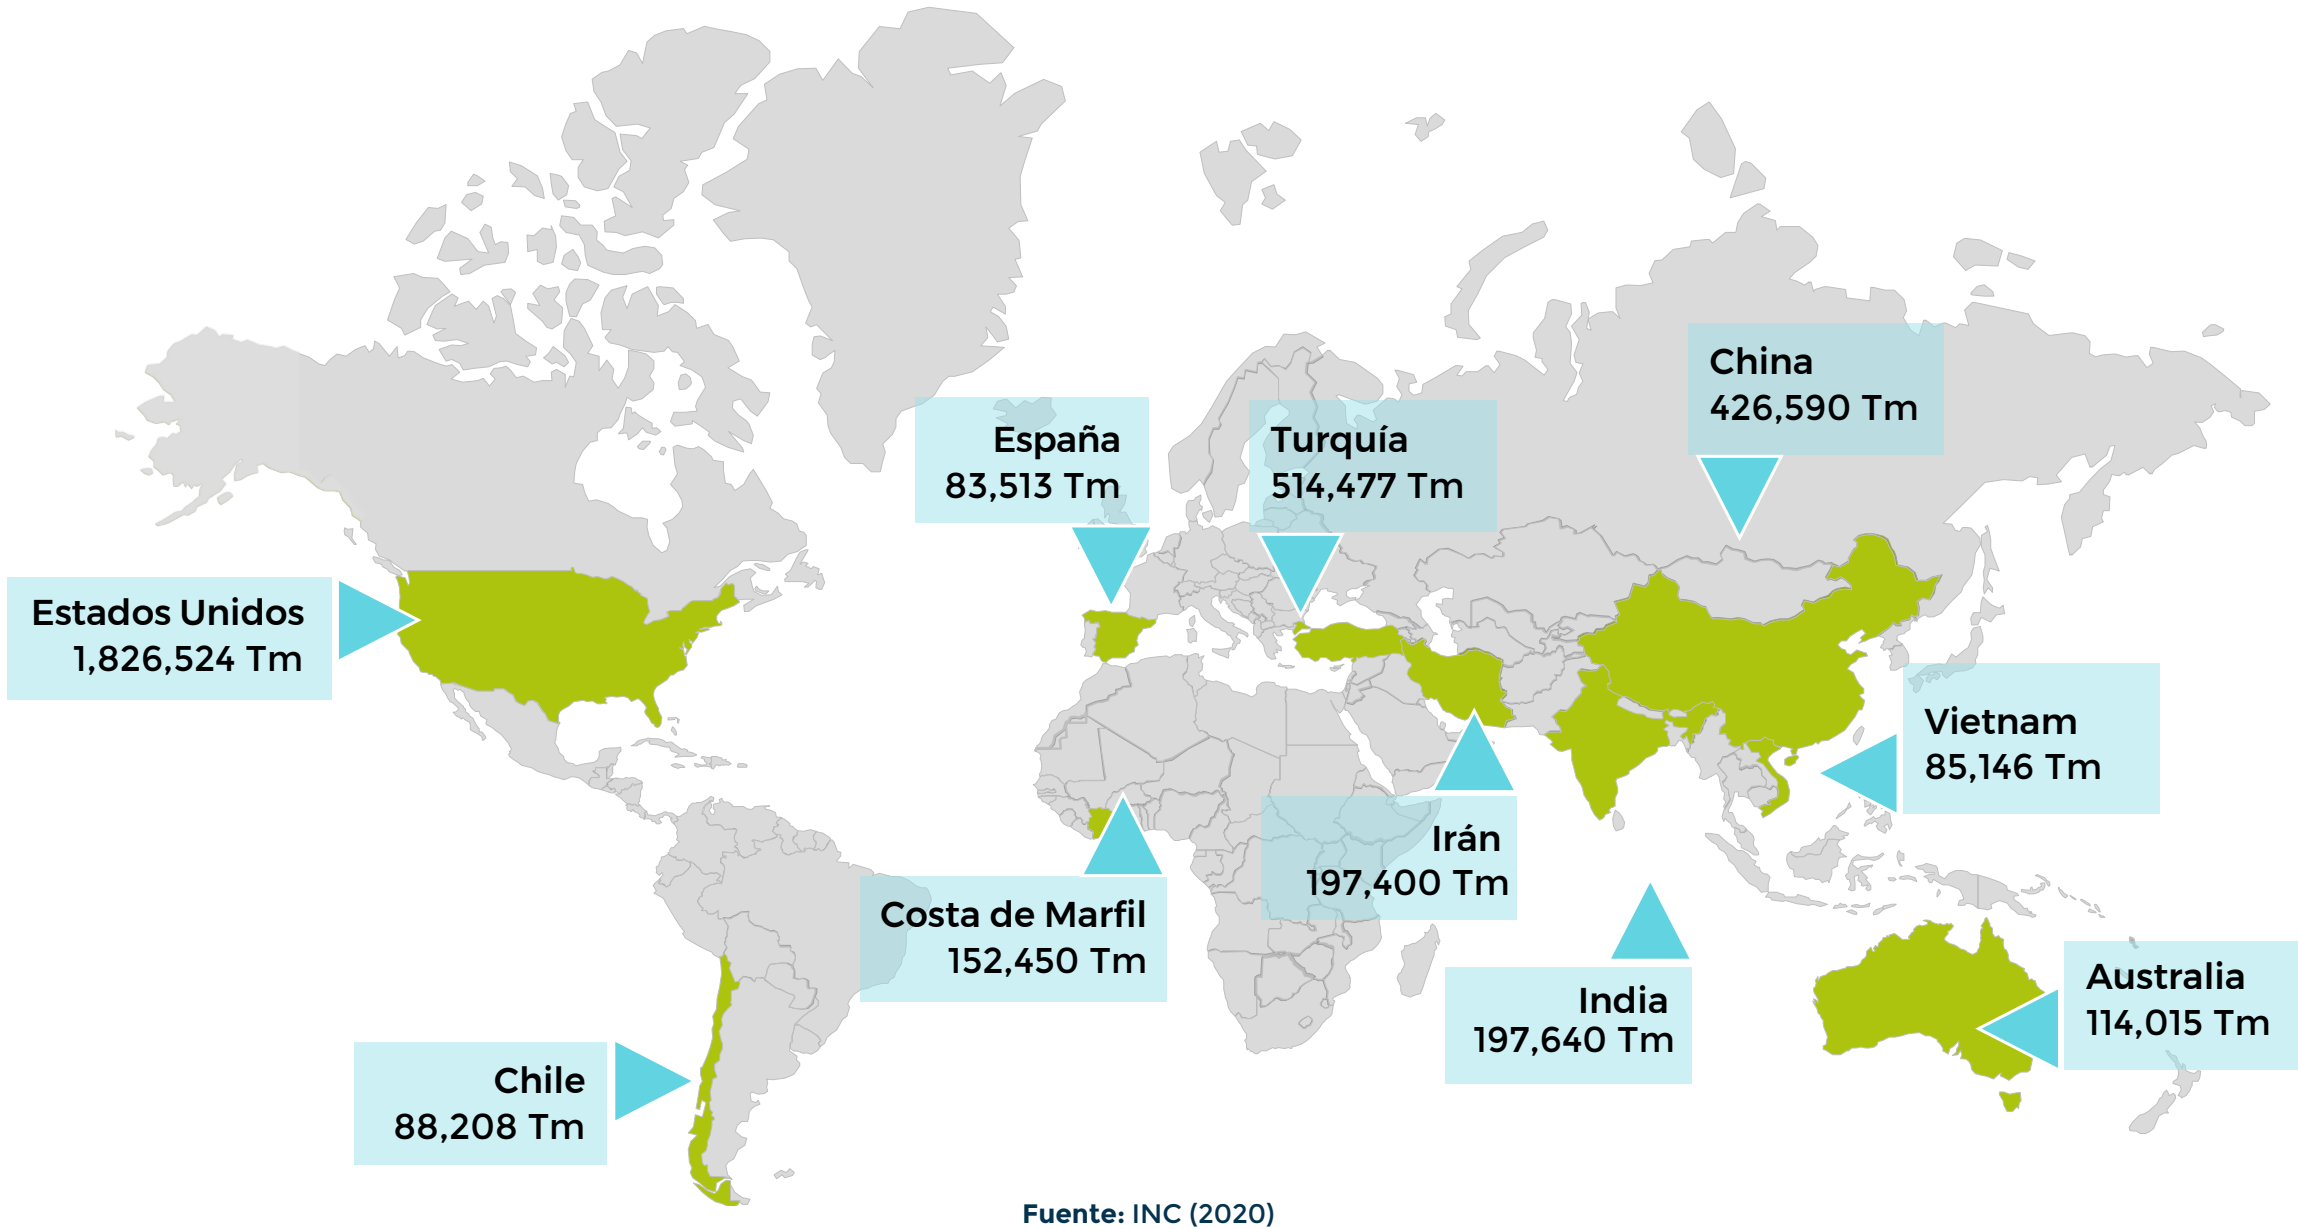 China
426,590 Tm
España
83,513 Tm
Turquía
514,477 Tm
Estados Unidos
1,826,524 Tm
Vietnam
85,146 Tm
Irán
197,400 Tm
Costa de Marfil
152,450 Tm
India
197,640 Tm
Australia
114,015 Tm
Chile
88,208 Tm
Fuente: INC (2020)